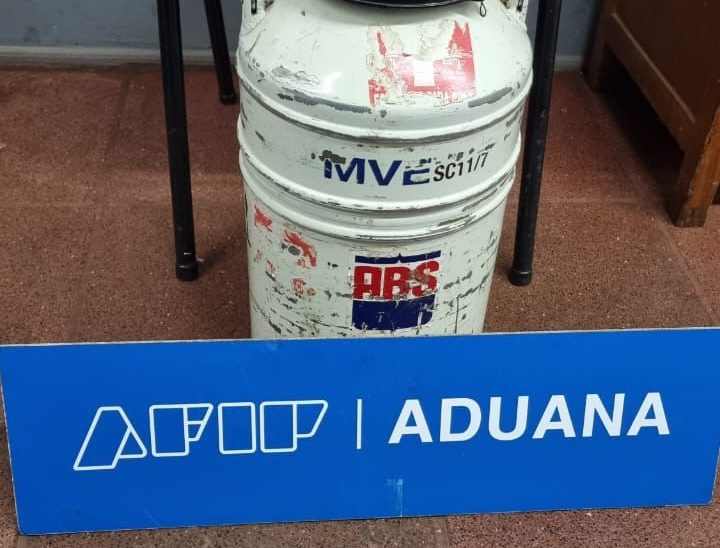 MVE SC11/7
ABS
AFIP | ADUANA